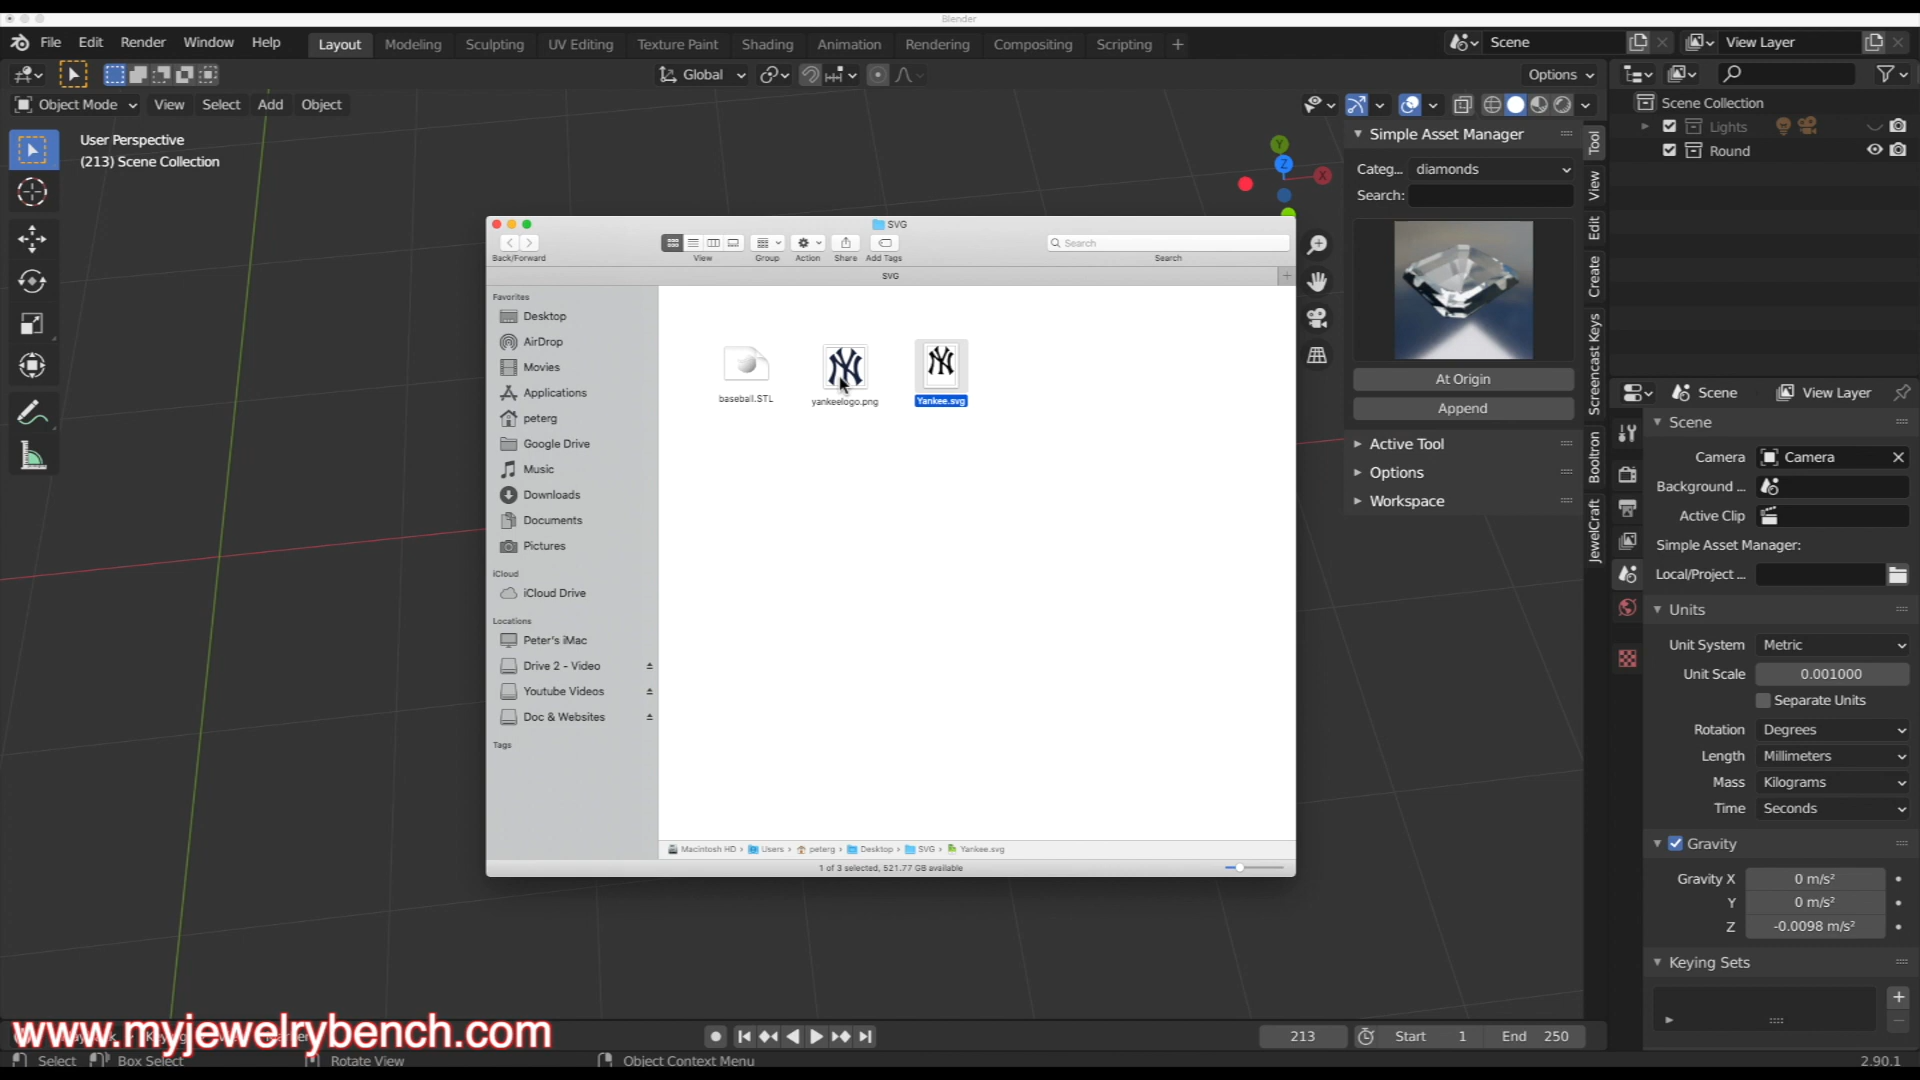 Blender
File Edit Render Window Help
Layout Modeling Sculpting UV Editing Texture Paint Shading Animation Rendering Compositing Scripting +
Scene
View Layer
Global
Options
Object Mode View Select Add Object
User Perspective
(213) Scene Collection
Y
Z
X
Simple Asset Manager
Categ... diamonds
Search:
At Origin
Append
Active Tool
Options
Workspace
Tool
View
Edit
Create
Screencast Keys
Booltron
JewelCraft
Scene Collection
Lights
Round
SVG
Back/Forward
View
Group
Action
Share
Add Tags
Search
Search
SVG
Favorites
Desktop
AirDrop
Movies
Applications
peterg
Google Drive
Music
Downloads
Documents
Pictures
iCloud
iCloud Drive
Locations
Peter's iMac
Drive 2 - Video
Youtube Videos
Doc & Websites
Tags
baseball.STL
yankeelogo.png
Yankee.svg
Macintosh HD › Users › peterg › Desktop › SVG › Yankee.svg
1 of 3 selected, 521.77 GB available
Scene
View Layer
Scene
Camera Camera
Background ...
Active Clip
Simple Asset Manager:
Local/Project ...
Units
Unit System Metric
Unit Scale 0.001000
Separate Units
Rotation Degrees
Length Millimeters
Mass Kilograms
Time Seconds
Gravity
Gravity X 0 m/s²
Y 0 m/s²
Z -0.0098 m/s²
Keying Sets
www.myjewelrybench.com
213
Start 1
End 250
Select
Box Select
Rotate View
Object Context Menu
2.90.1